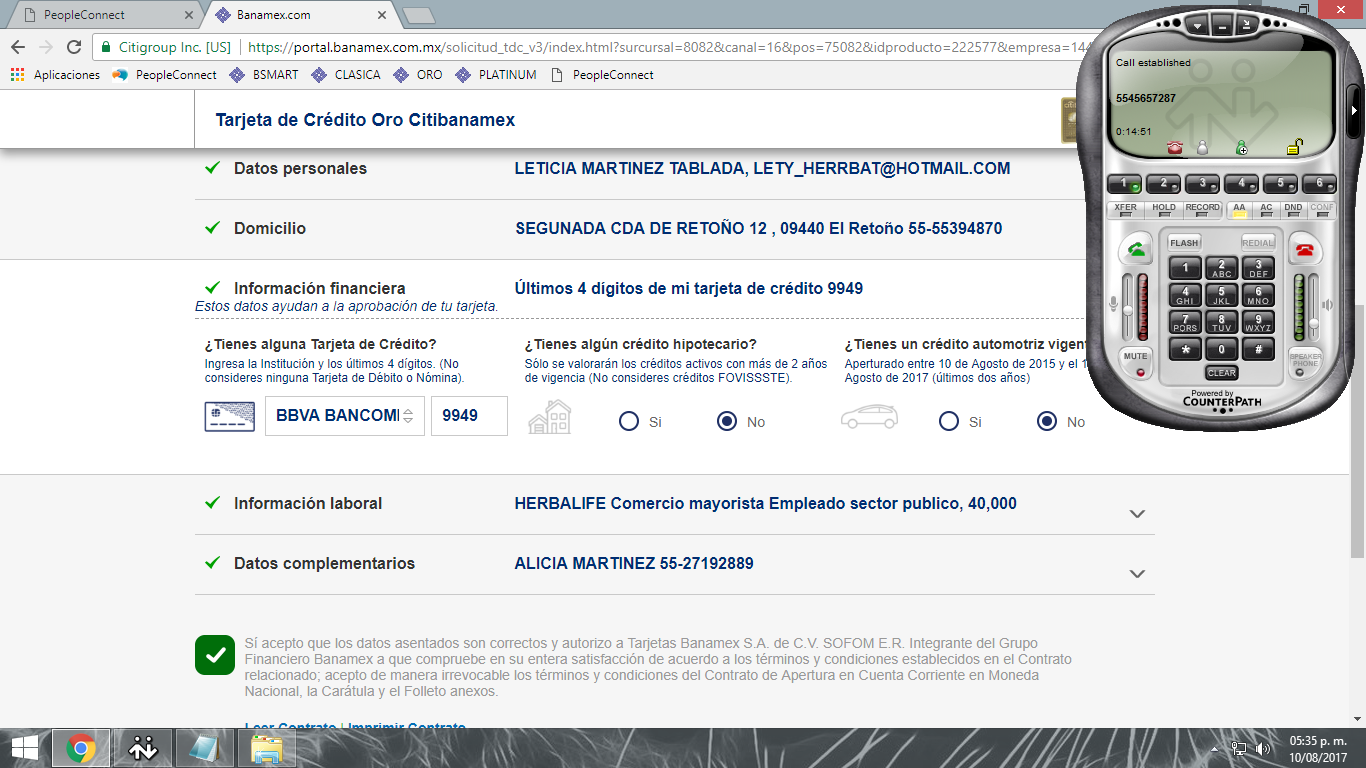 PeopleConnect
Banamex.com
Citigroup Inc. [US] https://portal.banamex.com.mx/solicitud_tdc_v3/index.html?surcursal=8082&canal=16&pos=75082&idproducto=222577&empresa=144
Aplicaciones PeopleConnect BSMART CLASICA ORO PLATINUM PeopleConnect
Tarjeta de Crédito Oro Citibanamex
Datos personales LETICIA MARTINEZ TABLADA, LETY_HERRBAT@HOTMAIL.COM
Domicilio SEGUNADA CDA DE RETOÑO 12 , 09440 El Retoño 55-55394870
Información financiera Últimos 4 dígitos de mi tarjeta de crédito 9949
Estos datos ayudan a la aprobación de tu tarjeta.
¿Tienes alguna Tarjeta de Crédito?
Ingresa la Institución y los últimos 4 dígitos. (No
consideres ninguna Tarjeta de Débito o Nómina).
BBVA BANCOM 9949
¿Tienes algún crédito hipotecario?
Sólo se valorarán los créditos activos con más de 2 años
de vigencia (No consideres créditos FOVISSSTE).
Si No
¿Tienes un crédito automotriz vigen
Aperturado entre 10 de Agosto de 2015 y el 1
Agosto de 2017 (últimos dos años)
Si No
Información laboral HERBALIFE Comercio mayorista Empleado sector publico, 40,000
Datos complementarios ALICIA MARTINEZ 55-27192889
Sí acepto que los datos asentados son correctos y autorizo a Tarjetas Banamex S.A. de C.V. SOFOM E.R. Integrante del Grupo
Financiero Banamex a que compruebe en su entera satisfacción de acuerdo a los términos y condiciones establecidos en el Contrato
relacionado; acepto de manera irrevocable los términos y condiciones del Contrato de Apertura en Cuenta Corriente en Moneda
Nacional, la Carátula y el Folleto anexos.
Leer Contrato | Imprimir Contrato
Call established
5545657287
0:14:51
1 2 3 4 5 6
XFER HOLD RECORD AA AC DND CONF
FLASH REDIAL
1 2 ABC 3 DEF
4 GHI 5 JKL 6 MNO
7 PQRS 8 TUV 9 WXYZ
* 0 #
MUTE CLEAR SPEAKER PHONE
Powered by
COUNTERPATH
05:35 p. m.
10/08/2017